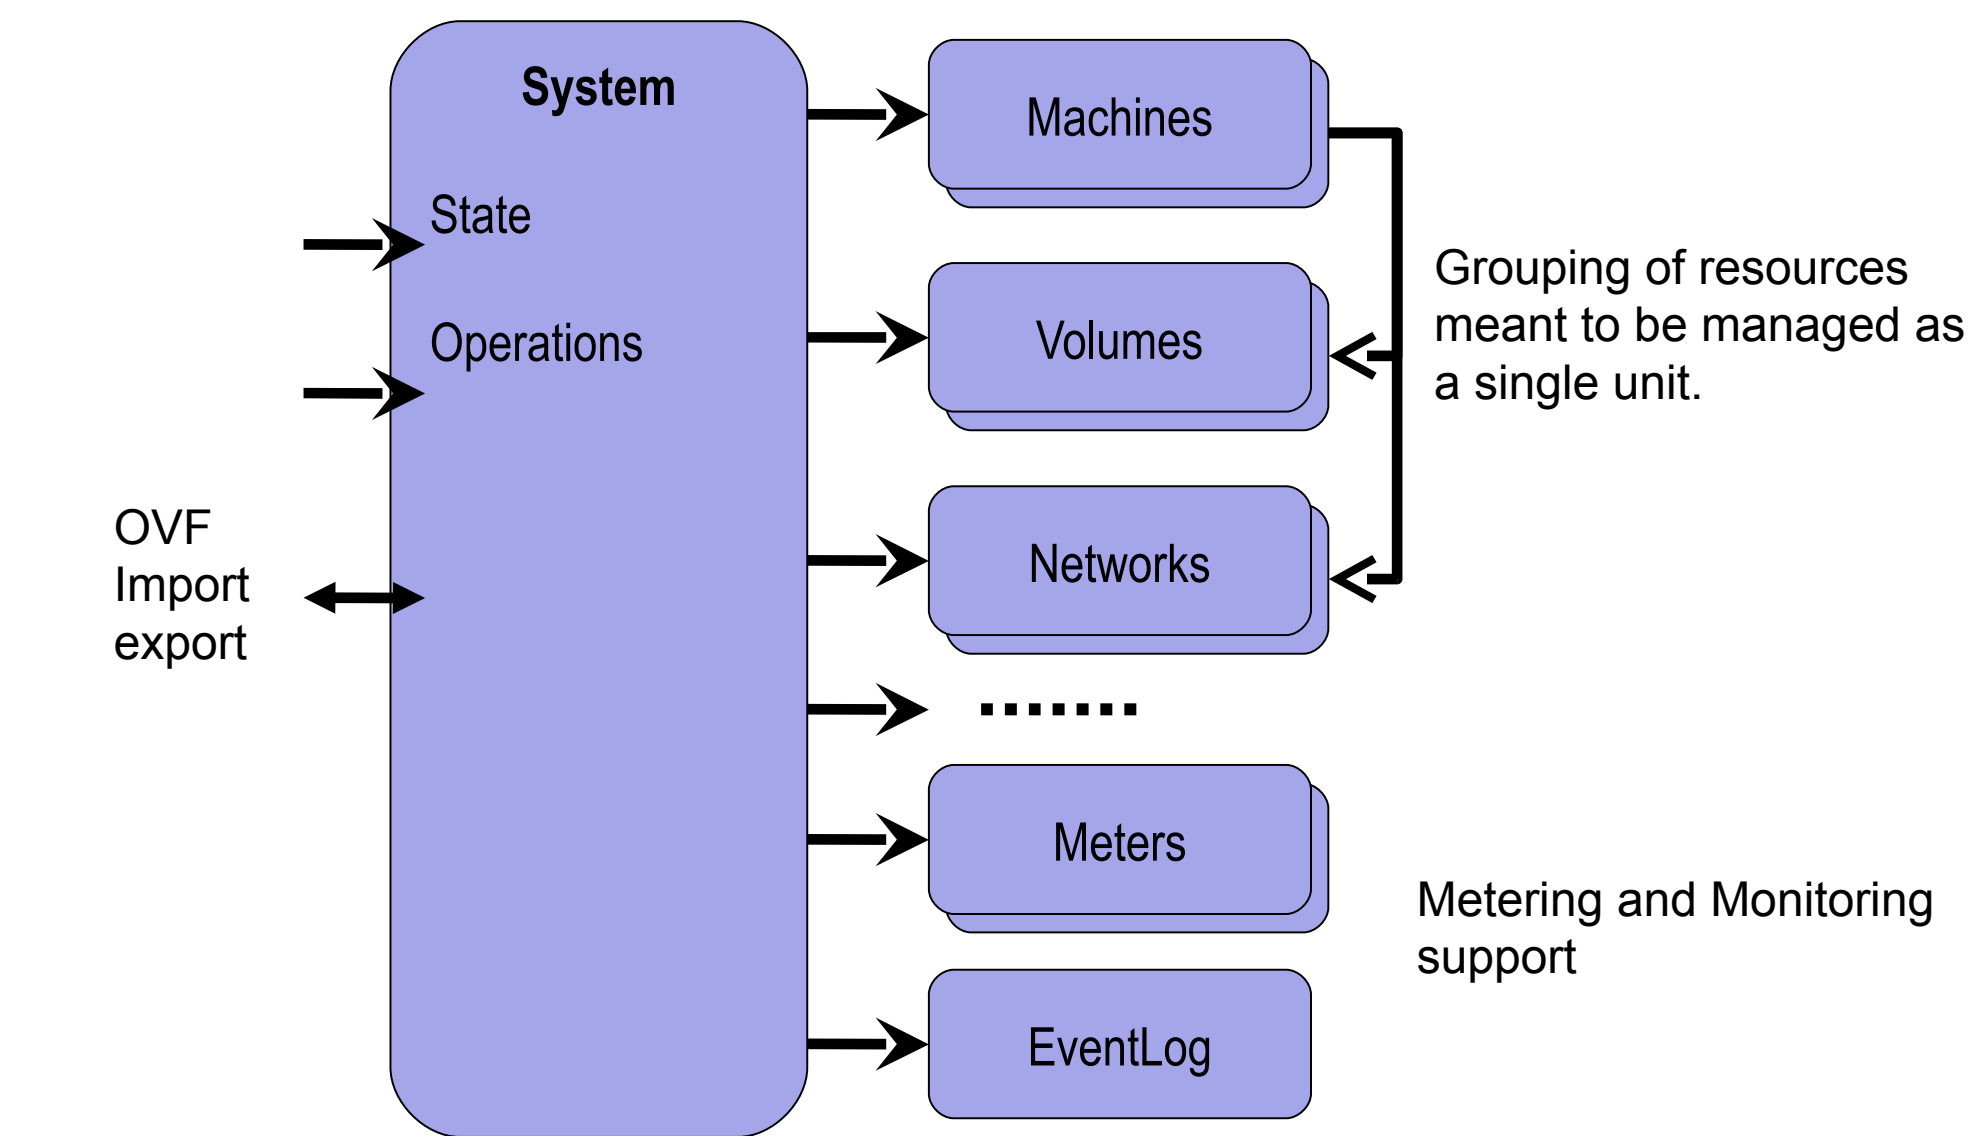 System
State
Operations
OVF
Import
export
Machines
Volumes
Networks
.......
Meters
EventLog
Grouping of resources
meant to be managed as
a single unit.
Metering and Monitoring
support